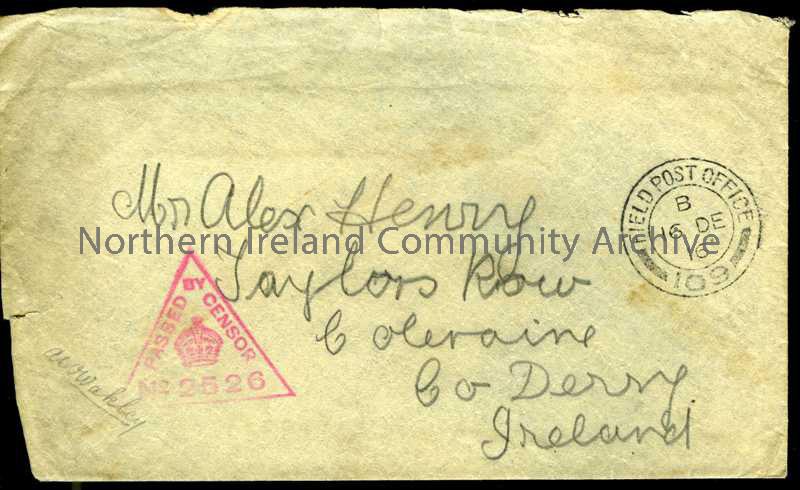 Mr Alex Henry
Taylors Row
Coleraine
Co Derry
Ireland
FIELD POST OFFICE
B
16 DE
16
169
PASSED BY CENSOR
No 2526
Northern Ireland Community Archive